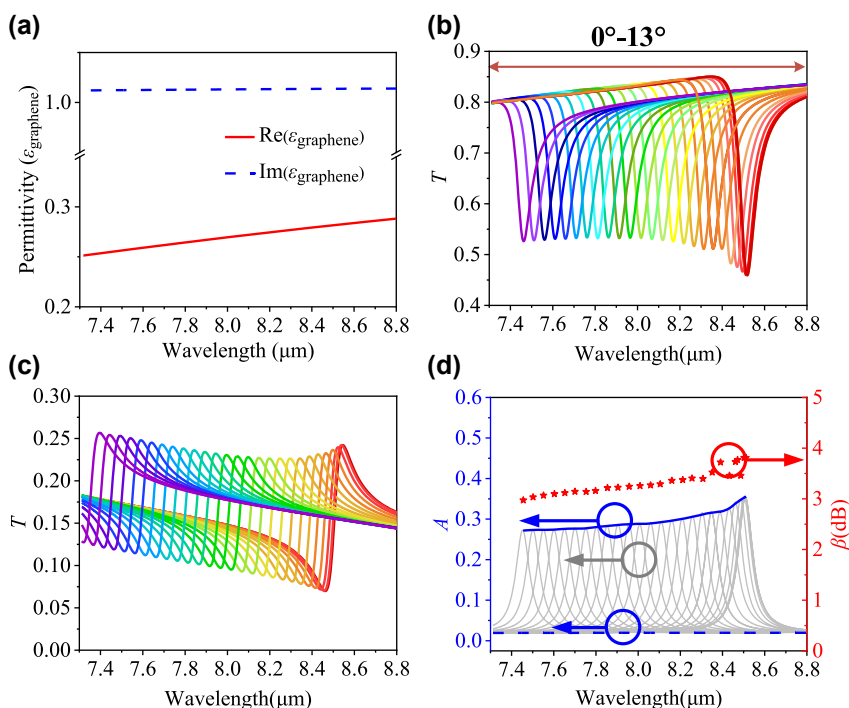 (a)
Permittivity (εgraphene)
1.0
0.3
0.2
Re(εgraphene)
Im(εgraphene)
7.4 7.6 7.8 8.0 8.2 8.4 8.6 8.8
Wavelength (μm)
(b)
0°-13°
T
0.9
0.8
0.7
0.6
0.5
0.4
7.4 7.6 7.8 8.0 8.2 8.4 8.6 8.8
Wavelength(μm)
(c)
T
0.30
0.25
0.20
0.15
0.10
0.05
0.00
7.4 7.6 7.8 8.0 8.2 8.4 8.6 8.8
Wavelength(μm)
(d)
A
0.6
0.5
0.4
0.3
0.2
0.1
0.0
5
4
3
2
1
0
β(dB)
7.4 7.6 7.8 8.0 8.2 8.4 8.6 8.8
Wavelength(μm)